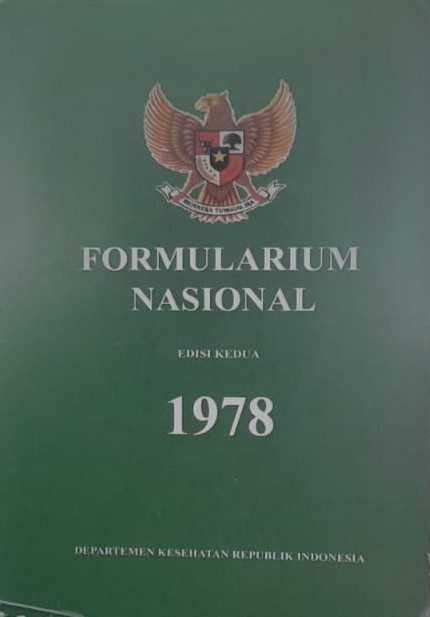 BHINNEKA TUNGGAL IKA
FORMULARIUM
NASIONAL
EDISI KEDUA
1978
DEPARTEMEN KESEHATAN REPUBLIK INDONESIA